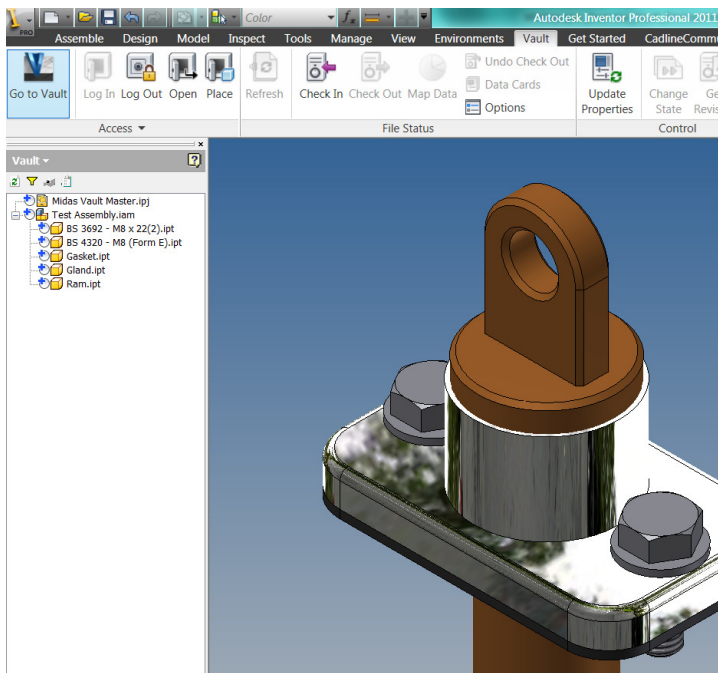 PRO
Color
Autodesk Inventor Professional 2011
Assemble Design Model Inspect Tools Manage View Environments Vault Get Started CadlineCommu
Go to Vault Log In Log Out Open Place Refresh Check In Check Out Map Data Undo Check Out
Data Cards
Options
Update Properties Change State Ge Revis
Access File Status Control
Vault
Midas Vault Master.ipj
Test Assembly.iam
BS 3692 - M8 x 22(2).ipt
BS 4320 - M8 (Form E).ipt
Gasket.ipt
Gland.ipt
Ram.ipt